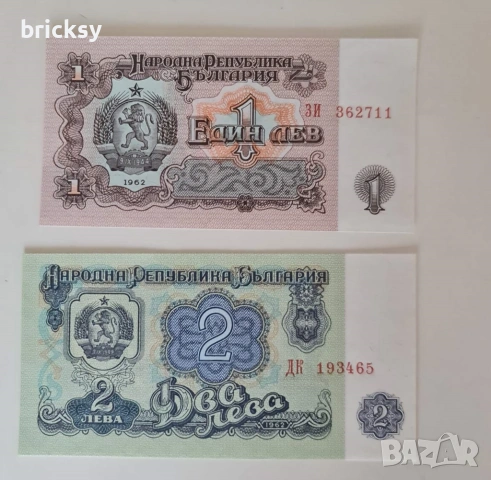 bricksy
1 НАРОДНА РЕПУБЛИКА
БЪЛГАРИЯ
1
ЗИ 362711
ЕДИН ЛЕВ
1
1962
1
НАРОДНА РЕПУБЛИКА БЪЛГАРИЯ
2
ДК 193465
2
ЛЕВА
ДВА
ЛЕВА
1962
2
BAZAR